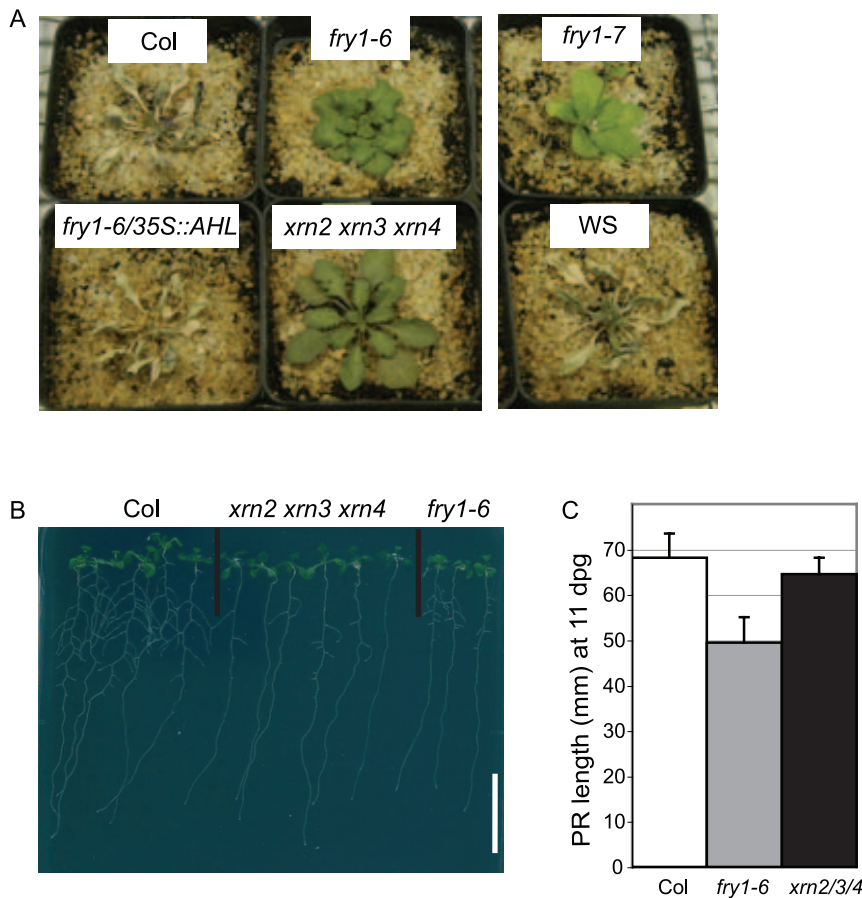 A
Col
fry1-6
fry1-7
fry1-6/35S::AHL
xrn2 xrn3 xrn4
WS
B
Col
xrn2 xrn3 xrn4
fry1-6
C
PR length (mm) at 11 dpg
70
60
50
40
30
20
10
0
Col
fry1-6
xrn2/3/4